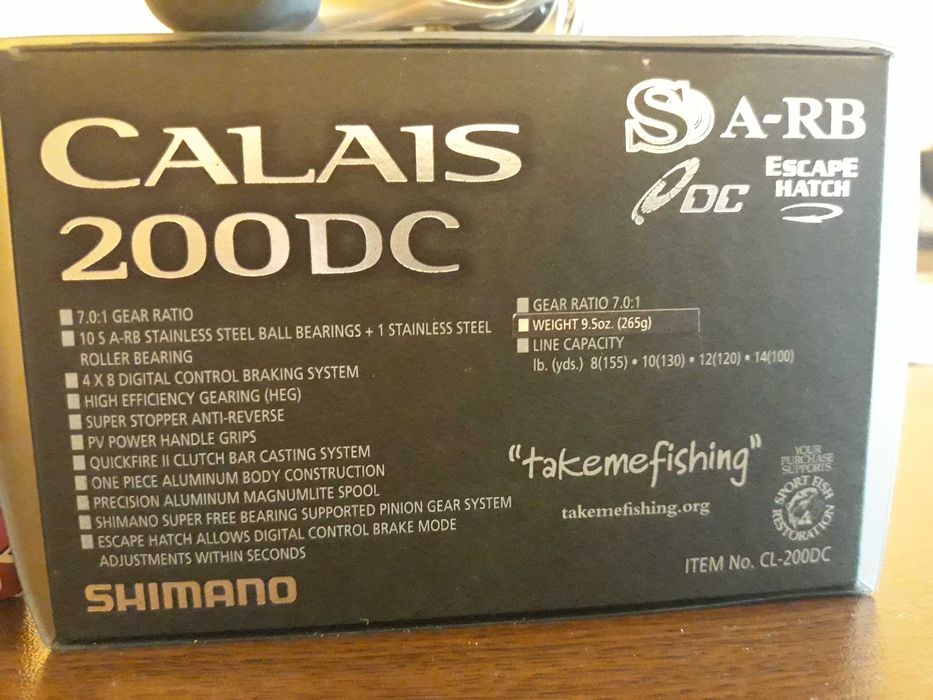 CALAIS
200DC
S A-RB
DC
ESCAPE
HATCH
7.0:1 GEAR RATIO
10 S A-RB STAINLESS STEEL BALL BEARINGS + 1 STAINLESS STEEL
ROLLER BEARING
4 X 8 DIGITAL CONTROL BRAKING SYSTEM
HIGH EFFICIENCY GEARING (HEG)
SUPER STOPPER ANTI-REVERSE
PV POWER HANDLE GRIPS
QUICKFIRE II CLUTCH BAR CASTING SYSTEM
ONE PIECE ALUMINUM BODY CONSTRUCTION
PRECISION ALUMINUM MAGNUMLITE SPOOL
SHIMANO SUPER FREE BEARING SUPPORTED PINION GEAR SYSTEM
ESCAPE HATCH ALLOWS DIGITAL CONTROL BRAKE MODE
ADJUSTMENTS WITHIN SECONDS
SHIMANO
GEAR RATIO 7.0:1
WEIGHT 9.5oz. (265g)
LINE CAPACITY
lb. (yds.) 8(155) • 10(130) • 12(120) • 14(100)
"takemefishing"
takemefishing.org
YOUR
PURCHASE
SUPPORTS
SPORT FISH
RESTORATION
ITEM No. CL-200DC